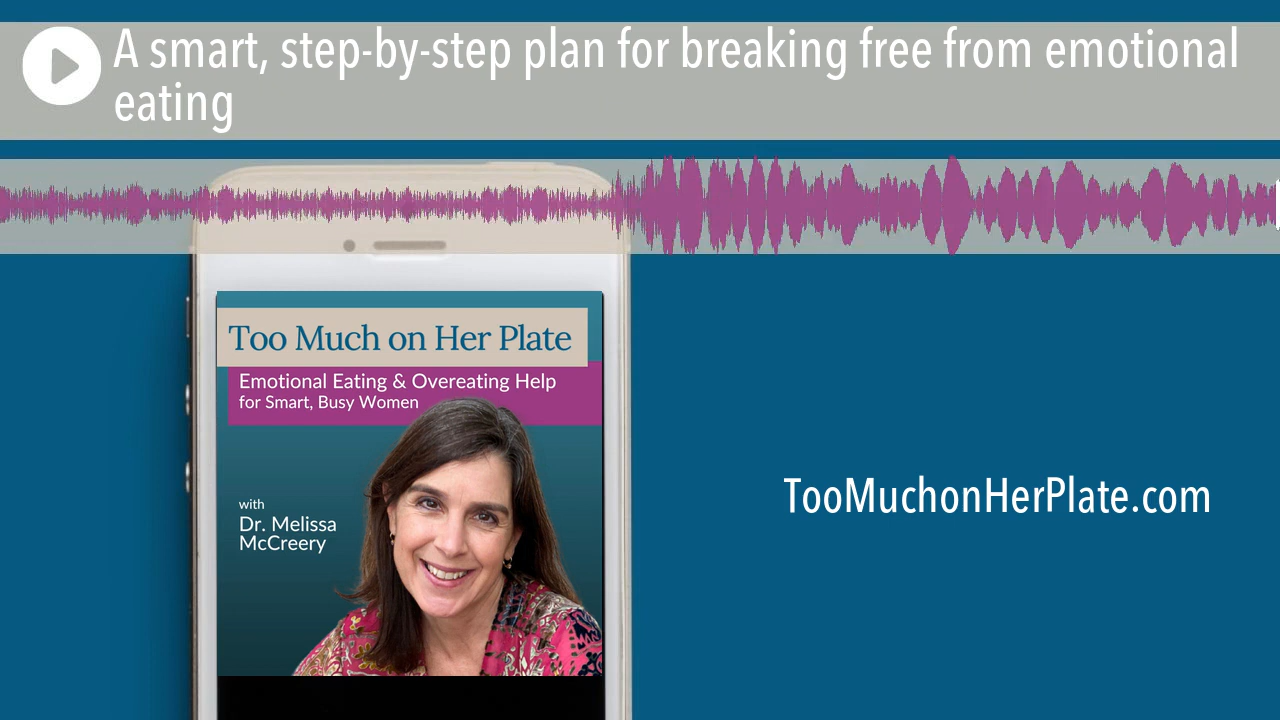 A smart, step-by-step plan for breaking free from emotional
eating
Too Much on Her Plate
Emotional Eating & Overeating Help
for Smart, Busy Women
with
Dr. Melissa
McCreery
TooMuchonHerPlate.com